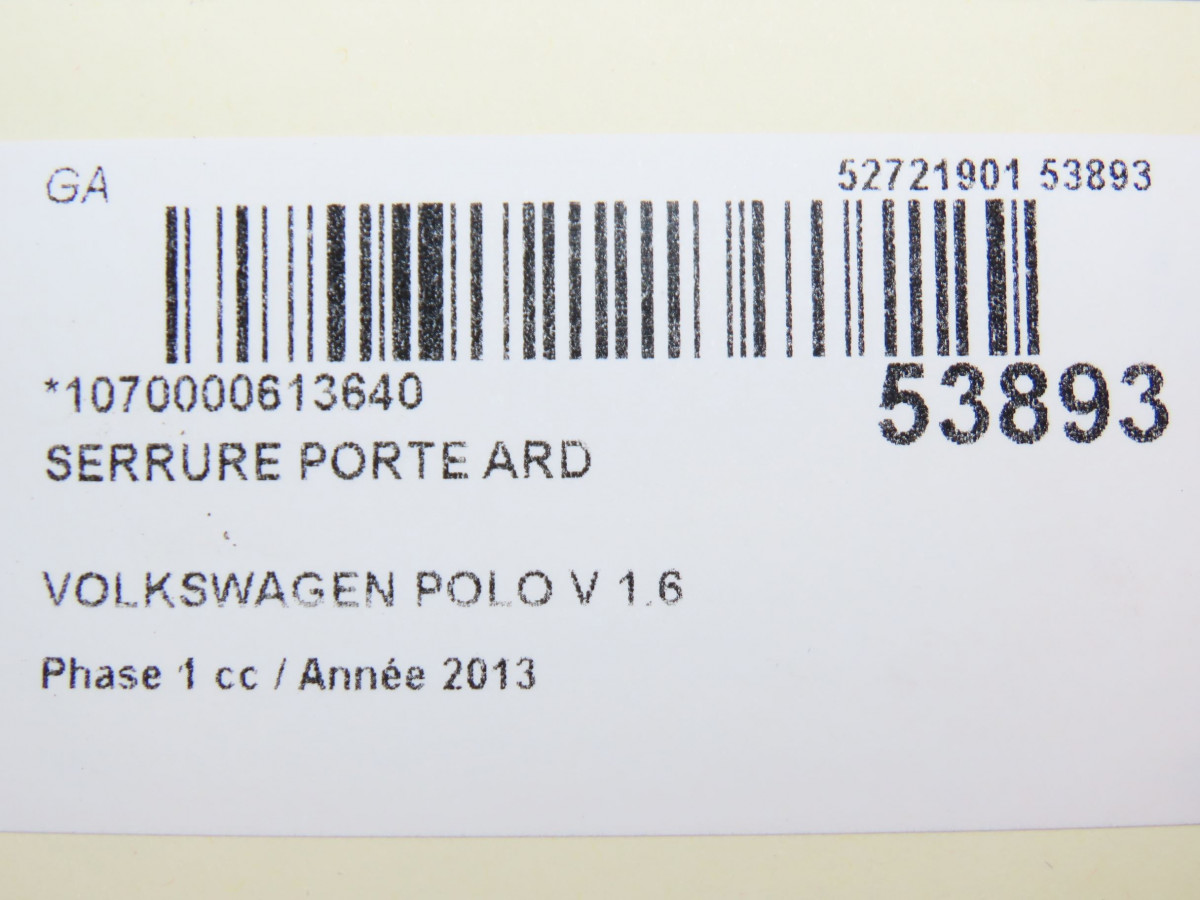 GA
52721901 53893
*1070000613640
53893
SERRURE PORTE ARD
VOLKSWAGEN POLO V 1.6
Phase 1 cc / Année 2013